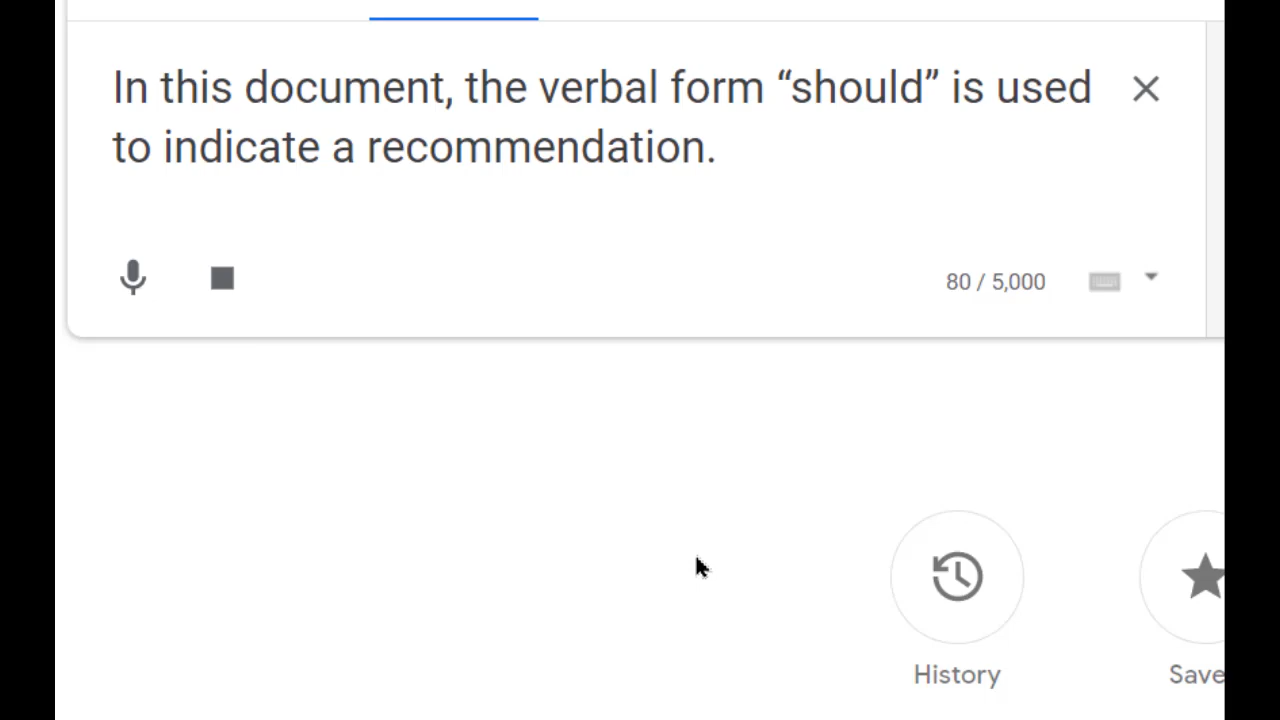 In this document, the verbal form “should” is used
to indicate a recommendation.
80 / 5,000
History
Save